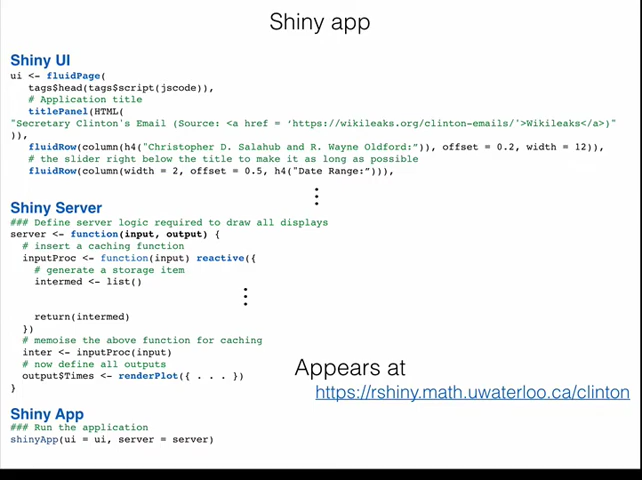 Shiny app
Shiny UI
ui <- fluidPage(
tags$head(tags$script(jscode)),
# Application title
titlePanel(HTML(
"Secretary Clinton's Email (Source: <a href = ‘https://wikileaks.org/clinton-emails/'>Wikileaks</a>)"
)),
fluidRow(column(h4("Christopher D. Salahub and R. Wayne Oldford:”)), offset = 0.2, width = 12)),
# the slider right below the title to make it as long as possible
fluidRow(column(width = 2, offset = 0.5, h4("Date Range:”))),
⋮
Shiny Server
### Define server logic required to draw all displays
server <- function(input, output) {
# insert a caching function
inputProc <- function(input) reactive({
# generate a storage item
intermed <- list()
⋮
return(intermed)
})
# memoise the above function for caching
inter <- inputProc(input)
# now define all outputs
output$Times <- renderPlot({ . . . })
}
Appears at
https://rshiny.math.uwaterloo.ca/clinton
Shiny App
### Run the application
shinyApp(ui = ui, server = server)